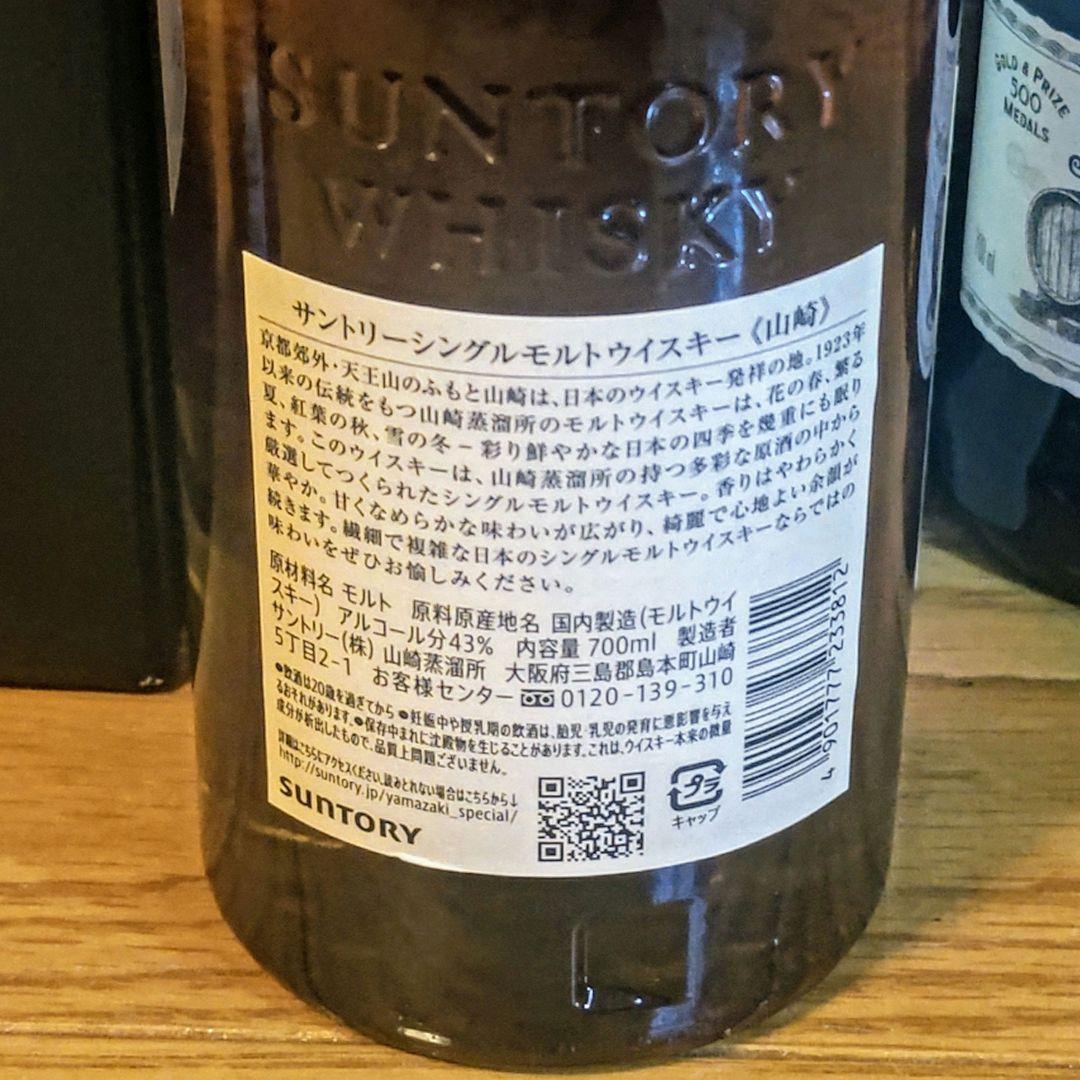 SUNTORY
WHISKY
サントリーシングルモルトウイスキー《山崎》
京都郊外・天王山のふもと山崎は、日本のウイスキー発祥の地。1923年
以来の伝統をもつ山崎蒸溜所のモルトウイスキーは、花の春、繁る
夏、紅葉の秋、雪の冬－彩り鮮やかな日本の四季を幾重にも眠り
ます。このウイスキーは、山崎蒸溜所の持つ多彩な原酒の中から
厳選してつくられたシングルモルトウイスキー。香りはやわらかく
華やか。甘くなめらかな味わいが広がり、綺麗で心地よい余韻が
続きます。繊細で複雑な日本のシングルモルトウイスキーならではの
味わいをぜひお愉しみください。
原材料名 モルト 原料原産地名 国内製造(モルトウイ
スキー) アルコール分43% 内容量 700ml 製造者
サントリー(株) 山崎蒸溜所 大阪府三島郡島本町山崎
5丁目2-1 お客様センター 0120-139-310
●飲酒は20歳を過ぎてから ●妊娠中や授乳期の飲酒は、胎児・乳児の発育に悪影響を与え
るおそれがあります。●保存中まれに沈殿物を生じることがあります。これは、ウイスキー本来の微量
成分が析出したもので、品質上問題ございません。
詳細はこちらにアクセスください。読みとれない場合はこちらから↓
http://suntory.jp/yamazaki_special/
SUNTORY
プラ
キャップ
4 901777 233812
GOLD & PRIZE
500
MEDALS